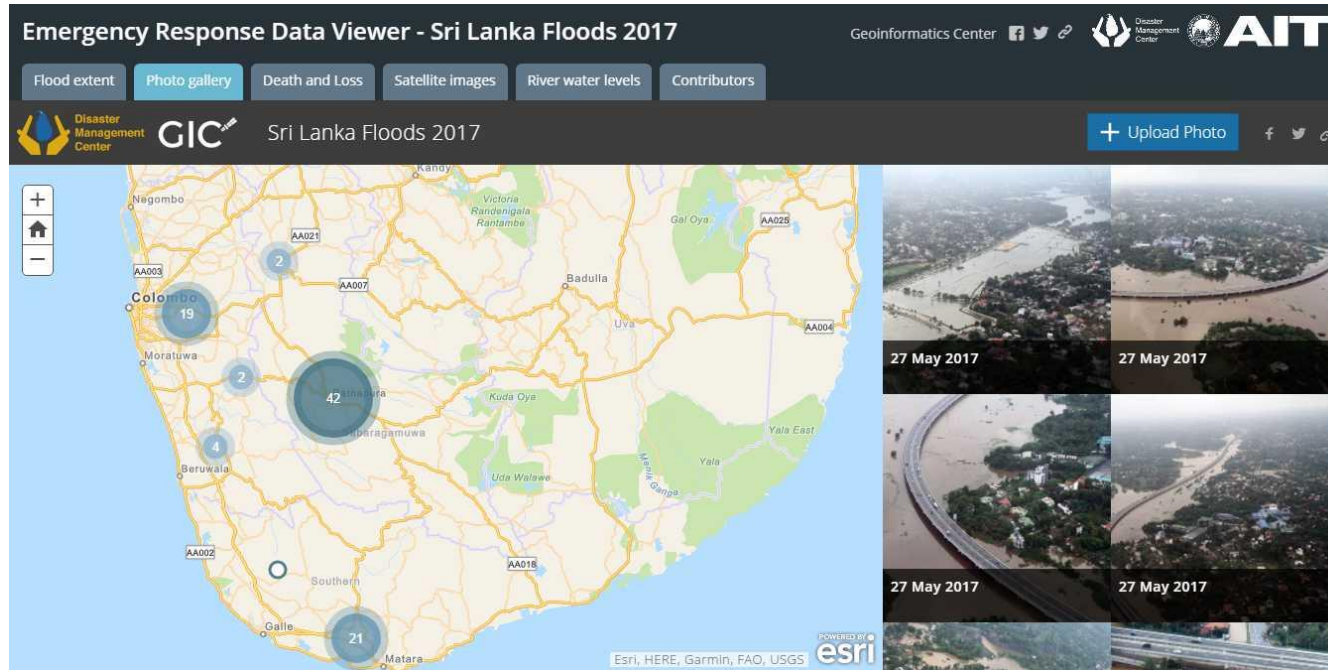 Emergency Response Data Viewer - Sri Lanka Floods 2017
Geoinformatics Center
Disaster
Management
Center
AIT
Flood extent
Photo gallery
Death and Loss
Satellite images
River water levels
Contributors
Disaster
Management
Center
GIC
Sri Lanka Floods 2017
+ Upload Photo
+
−
Kandy
Negombo
Victoria
Randenigala
Rantambe
Gal Oya
AA025
AA021
2
AA003
AA007
Badulla
Colombo
19
Uva
AA004
Moratuwa
2
42
Ratnapura
Kuda Oya
Sabaragamuwa
Yala East
4
Beruwala
Yala
Uda Walawe
Menik Ganga
AA002
AA018
Southern
Galle
21
Matara
Esri, HERE, Garmin, FAO, USGS
POWERED BY
esri
27 May 2017
27 May 2017
27 May 2017
27 May 2017